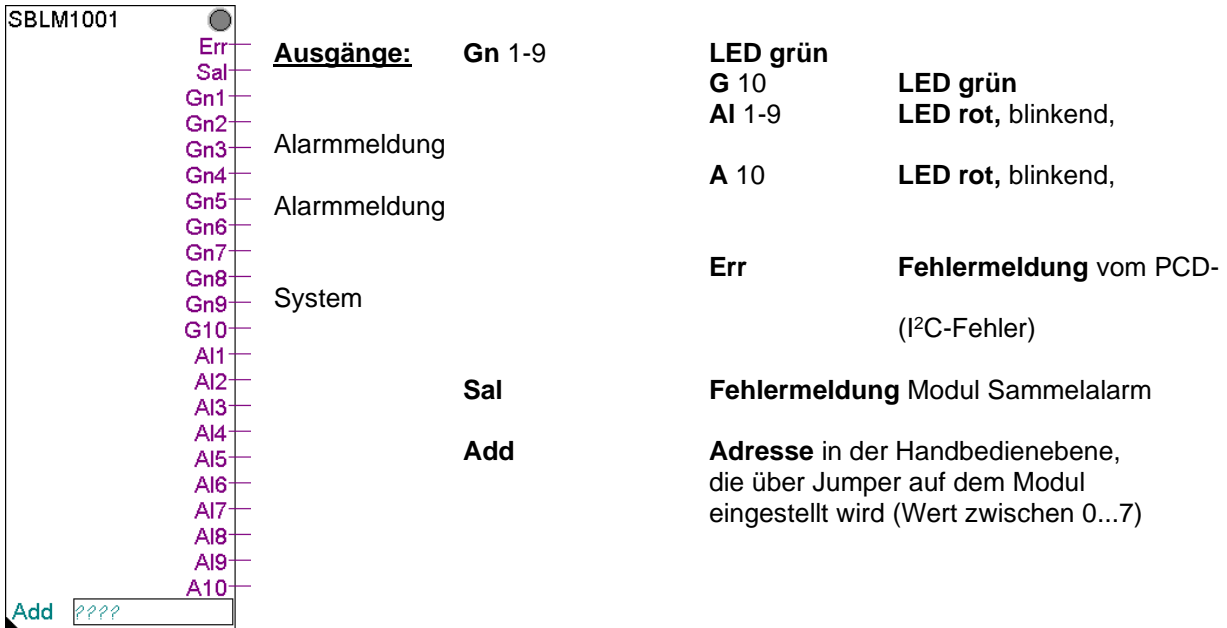 SBLM1001
Err
Sal
Gn1
Gn2
Gn3
Gn4
Gn5
Gn6
Gn7
Gn8
Gn9
G10
Al1
Al2
Al3
Al4
Al5
Al6
Al7
Al8
Al9
A10
Add ????
Ausgänge: Gn 1-9 LED grün
G 10 LED grün
Al 1-9 LED rot, blinkend,
Alarmmeldung
A 10 LED rot, blinkend,
Alarmmeldung
Err Fehlermeldung vom PCD-
System
(I²C-Fehler)
Sal Fehlermeldung Modul Sammelalarm
Add Adresse in der Handbedienebene,
die über Jumper auf dem Modul
eingestellt wird (Wert zwischen 0...7)